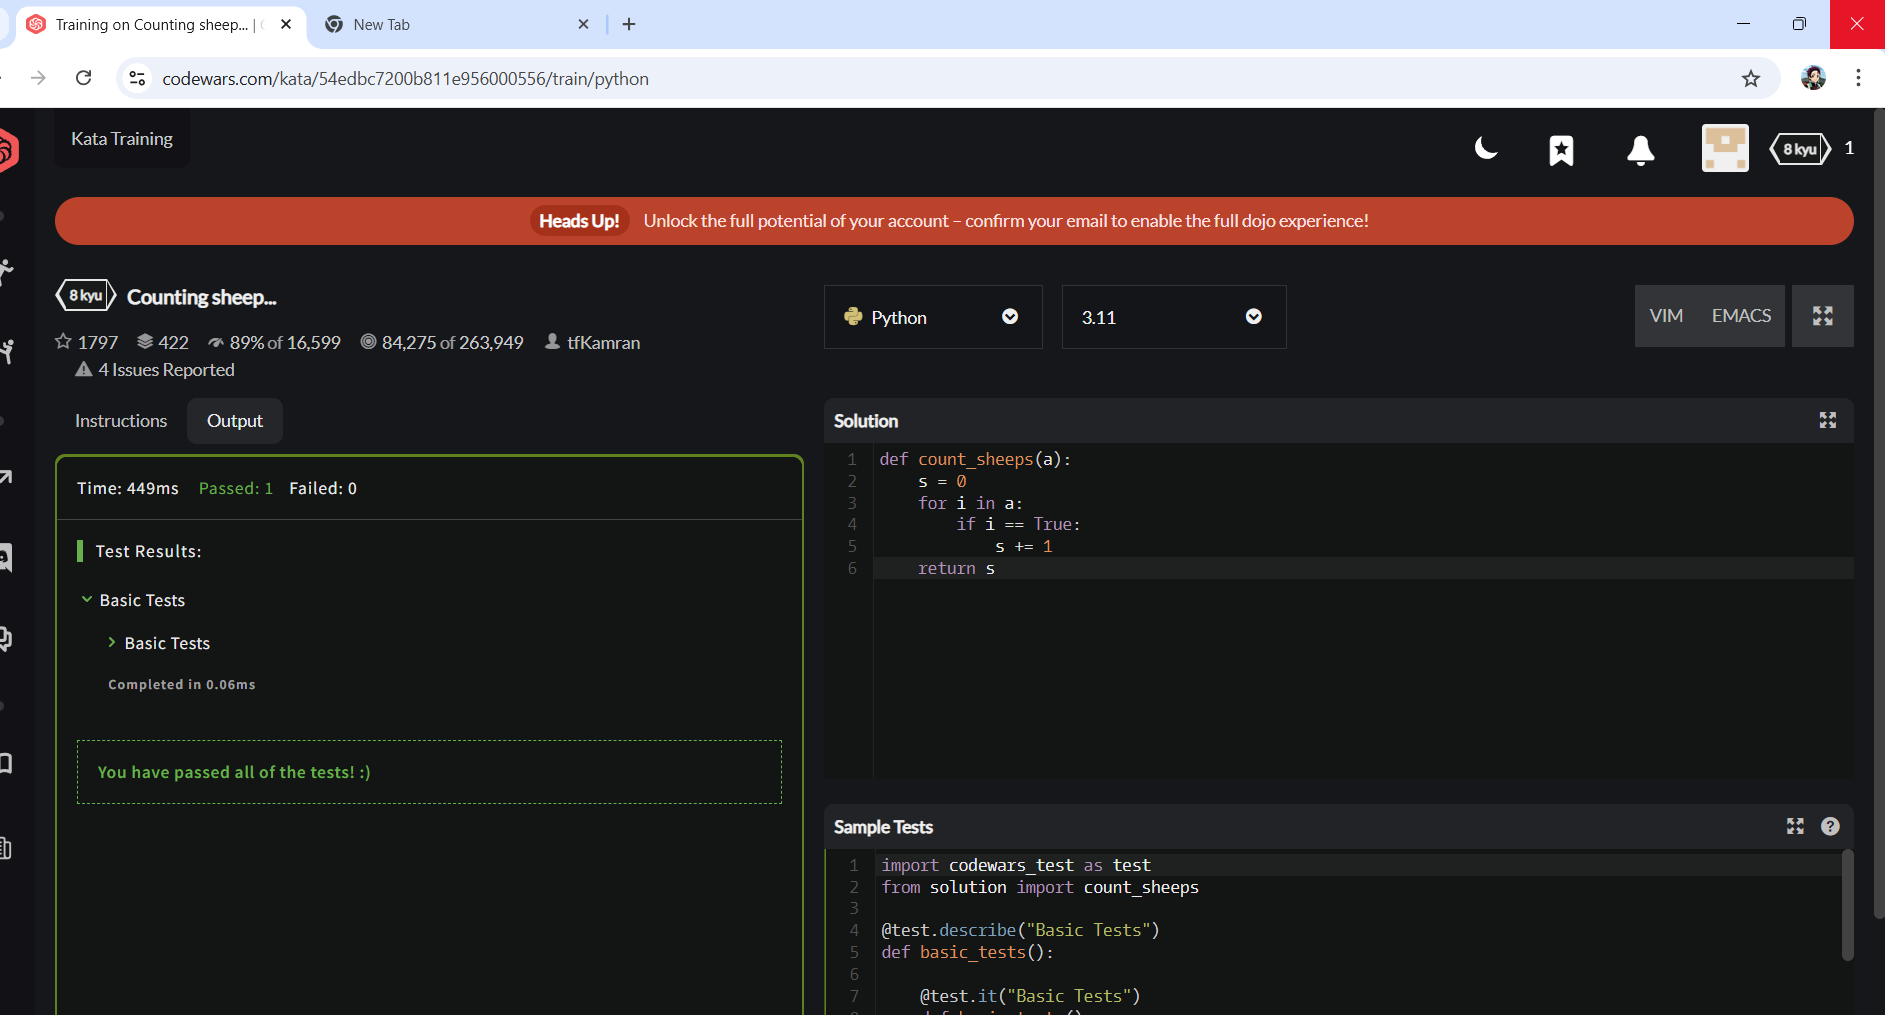 Training on Counting sheep... |
New Tab
codewars.com/kata/54edbc7200b811e956000556/train/python
Kata Training
8 kyu 1
Heads Up! Unlock the full potential of your account – confirm your email to enable the full dojo experience!
8 kyu Counting sheep...
1797 422 89% of 16,599 84,275 of 263,949 tfKamran
4 Issues Reported
Python
3.11
VIM EMACS
Instructions Output
Time: 449ms Passed: 1 Failed: 0
Test Results:
Basic Tests
Basic Tests
Completed in 0.06ms
You have passed all of the tests! :)
Solution
1 def count_sheeps(a):
2 s = 0
3 for i in a:
4 if i == True:
5 s += 1
6 return s
Sample Tests
1 import codewars_test as test
2 from solution import count_sheeps
3
4 @test.describe("Basic Tests")
5 def basic_tests():
6
7 @test.it("Basic Tests")